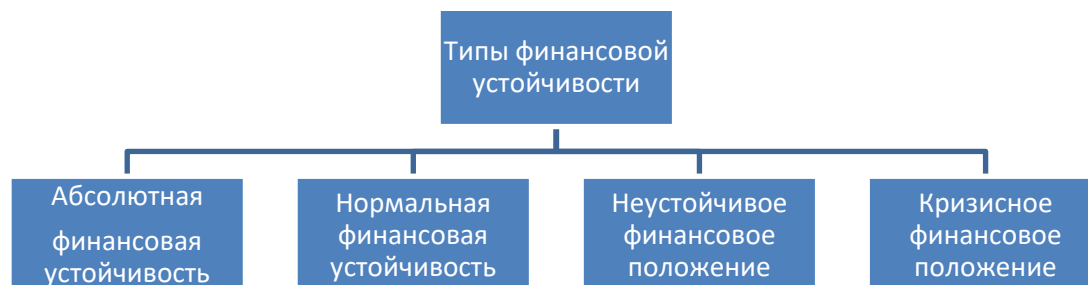 Типы финансовой
устойчивости
Абсолютная
финансовая
устойчивость
Нормальная
финансовая
устойчивость
Неустойчивое
финансовое
положение
Кризисное
финансовое
положение